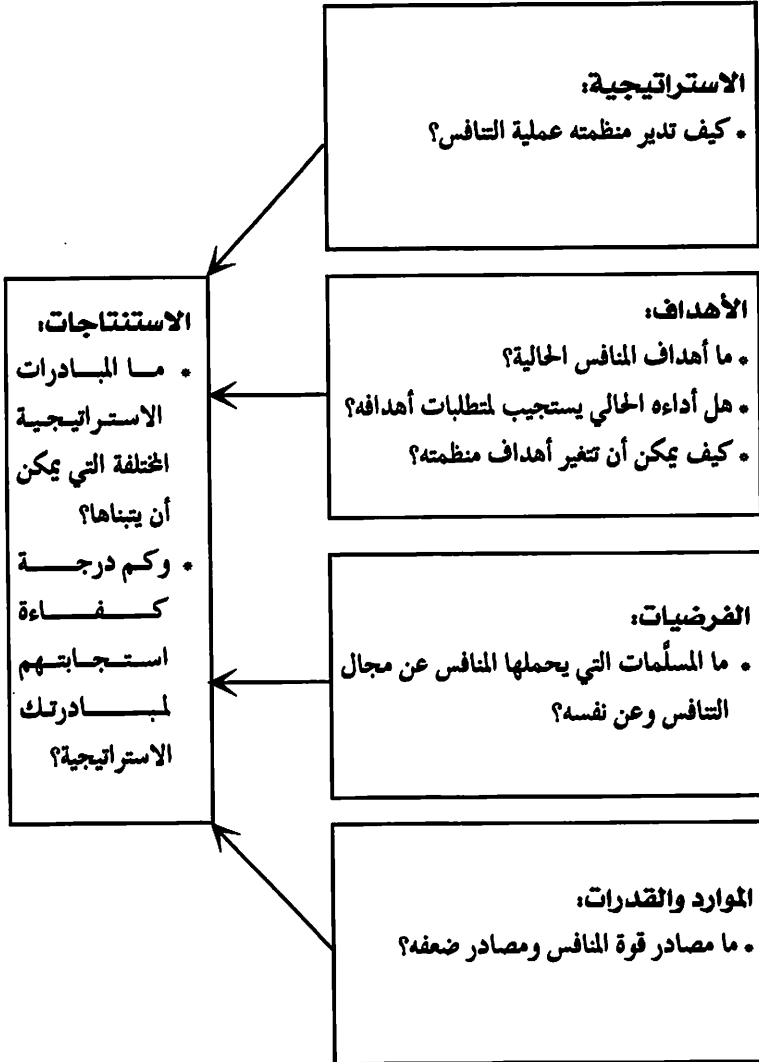 الاستراتيجية:
* كيف تدير منظمته عملية التنافس؟
الأهداف:
* ما أهداف المنافس الحالية؟
* هل أداءه الحالي يستجيب لمتطلبات أهدافه؟
* كيف يمكن أن تتغير أهداف منظمته؟
الفرضيات:
* ما المسلَّمات التي يحملها المنافس عن مجال
التنافس وعن نفسه؟
الموارد والقدرات:
* ما مصادر قوة المنافس ومصادر ضعفه؟
الاستنتاجات:
* ما المبادرات
الاستراتيجية
المختلفة التي يمكن
أن يتبناها؟
* وكم درجة
كفاءة
استجابتهم
لمبادرتك
الاستراتيجية؟